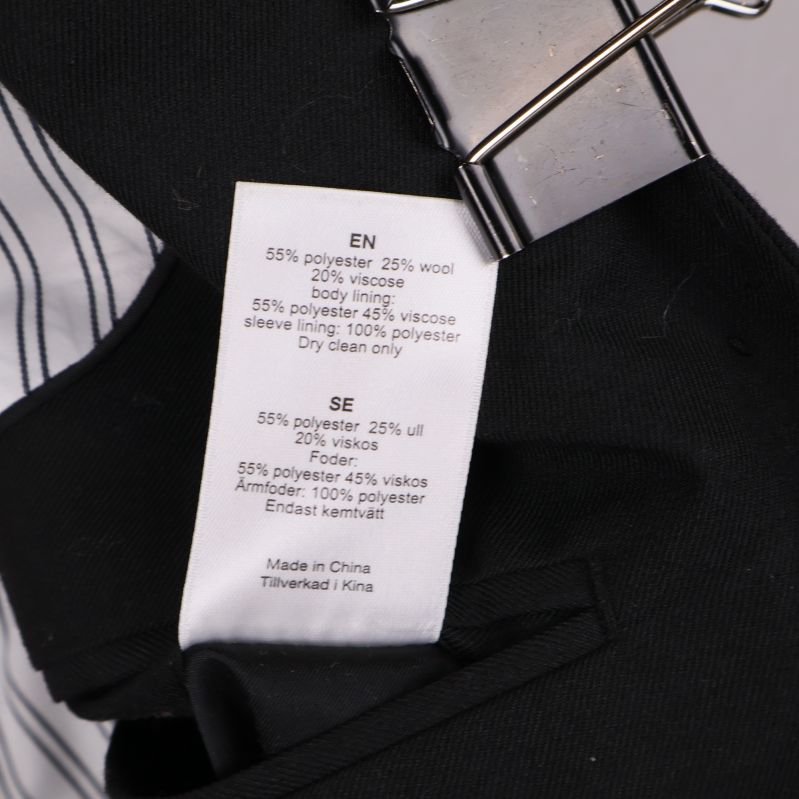 EN
55% polyester 25% wool
20% viscose
body lining:
55% polyester 45% viscose
sleeve lining: 100% polyester
Dry clean only
SE
55% polyester 25% ull
20% viskos
Foder:
55% polyester 45% viskos
Ärmfoder: 100% polyester
Endast kemtvätt
Made in China
Tillverkad i Kina